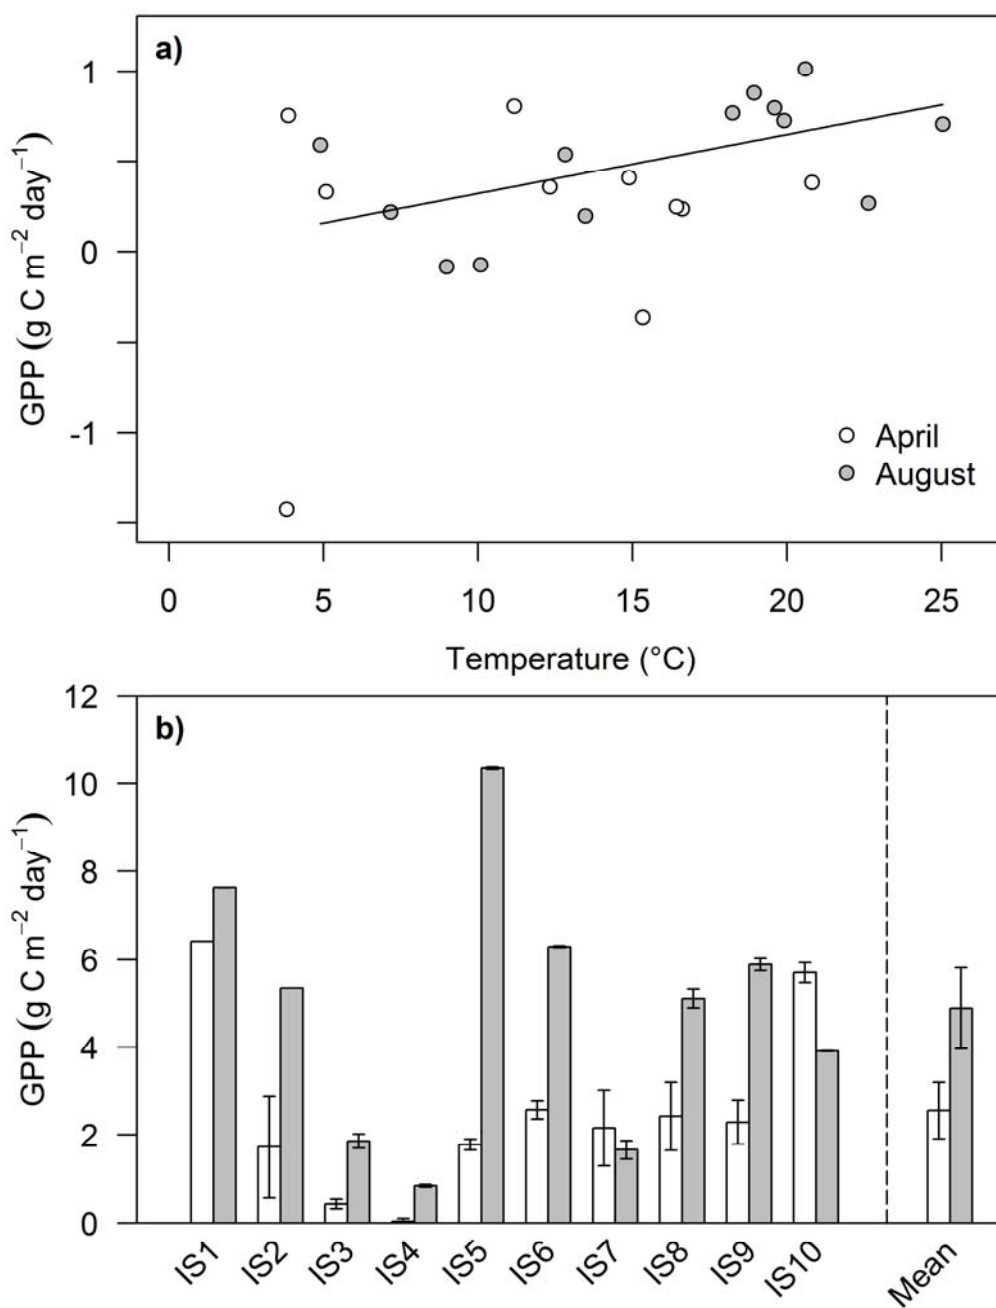 a)
1
0
-1
GPP (g C m⁻² day⁻¹)
April
August
0 5 10 15 20 25
Temperature (°C)
b)
12
10
8
6
4
2
0
GPP (g C m⁻² day⁻¹)
IS1 IS2 IS3 IS4 IS5 IS6 IS7 IS8 IS9 IS10 Mean